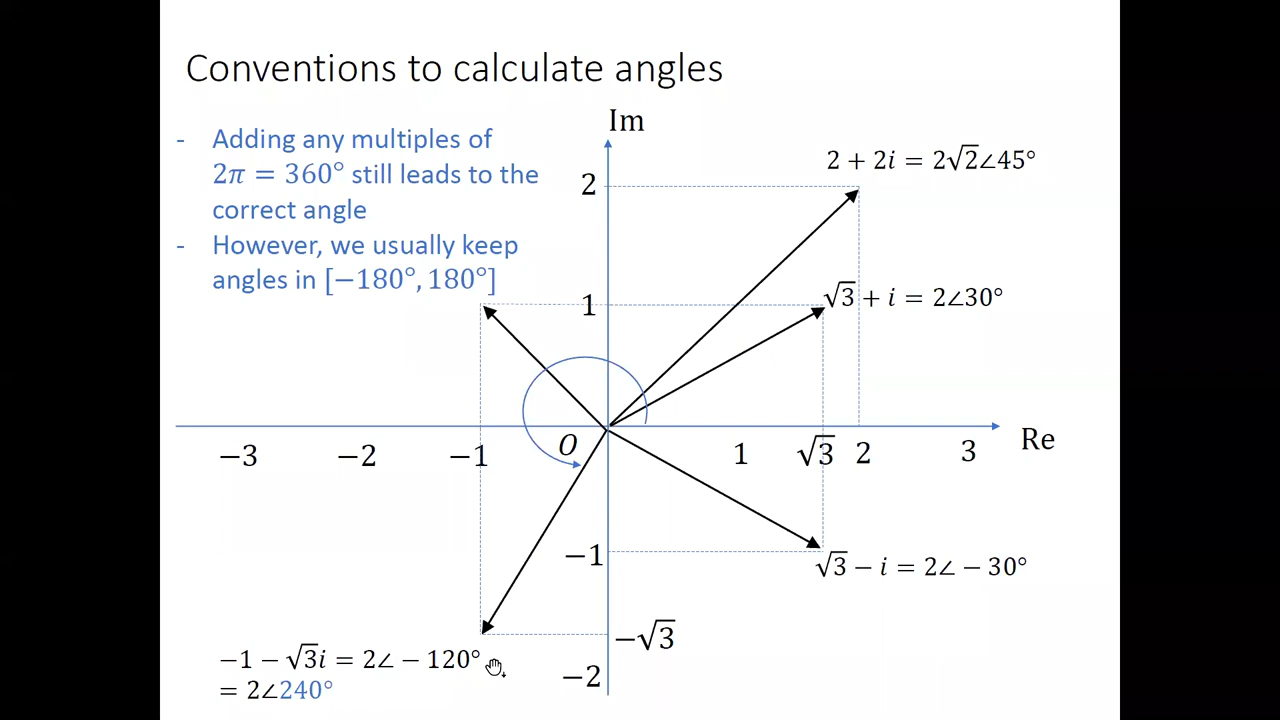 Conventions to calculate angles
- Adding any multiples of
2π = 360° still leads to the
correct angle
- However, we usually keep
angles in [−180°, 180°]
Im
2 + 2i = 2√2∠45°
2
1
√3 + i = 2∠30°
O
−3
−2
−1
1
√3
2
3
Re
−1
√3 − i = 2∠ − 30°
−√3
−2
−1 − √3i = 2∠ − 120°
= 2∠240°